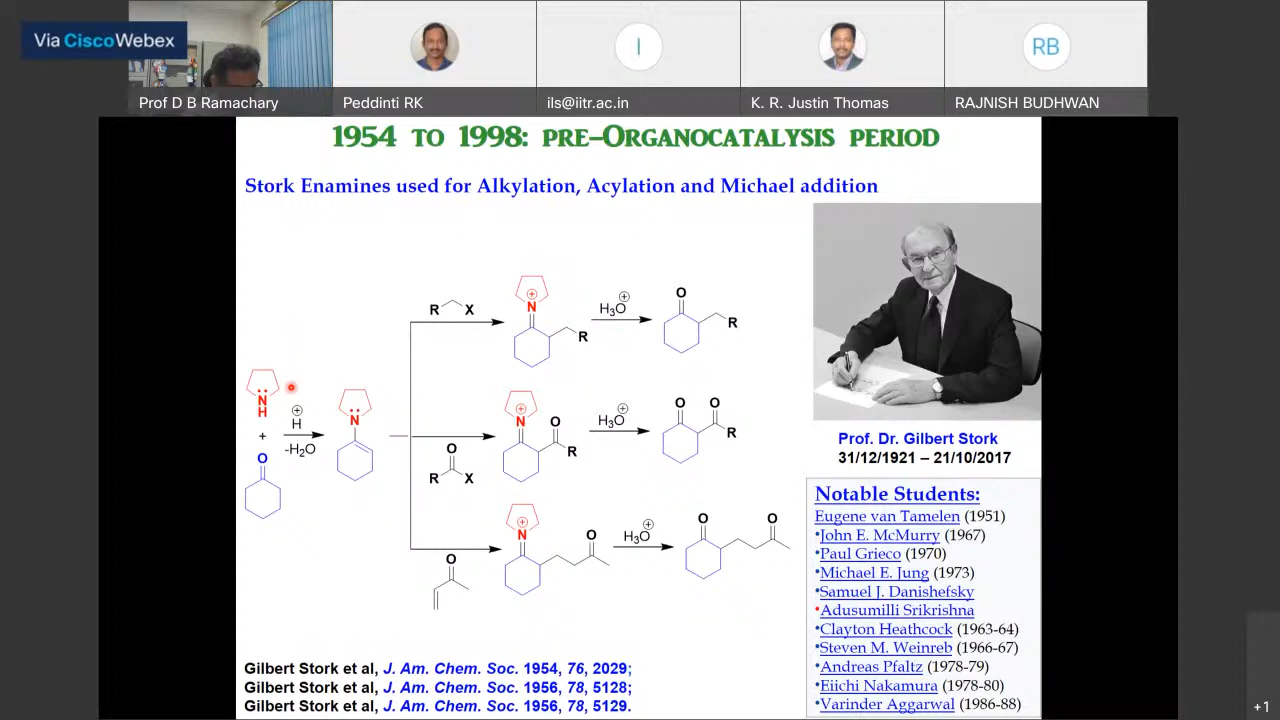 Via Cisco Webex
I
RB
Prof D B Ramachary
Peddinti RK
ils@iitr.ac.in
K. R. Justin Thomas
RAJNISH BUDHWAN
1954 to 1998: pre-Organocatalysis period
Stork Enamines used for Alkylation, Acylation and Michael addition
R X
⊕
N
R
H3O
⊕
O
R
N
H
+
O
⊕
H
-H2O
N
O
R X
⊕
N
O
R
H3O
⊕
O O
R
O
⊕
N
O
H3O
⊕
O O
Prof. Dr. Gilbert Stork
31/12/1921 – 21/10/2017
Notable Students:
Eugene van Tamelen (1951)
•John E. McMurry (1967)
•Paul Grieco (1970)
•Michael E. Jung (1973)
•Samuel J. Danishefsky
•Adusumilli Srikrishna
•Clayton Heathcock (1963-64)
•Steven M. Weinreb (1966-67)
•Andreas Pfaltz (1978-79)
•Eiichi Nakamura (1978-80)
•Varinder Aggarwal (1986-88)
Gilbert Stork et al, J. Am. Chem. Soc. 1954, 76, 2029;
Gilbert Stork et al, J. Am. Chem. Soc. 1956, 78, 5128;
Gilbert Stork et al, J. Am. Chem. Soc. 1956, 78, 5129.
+1